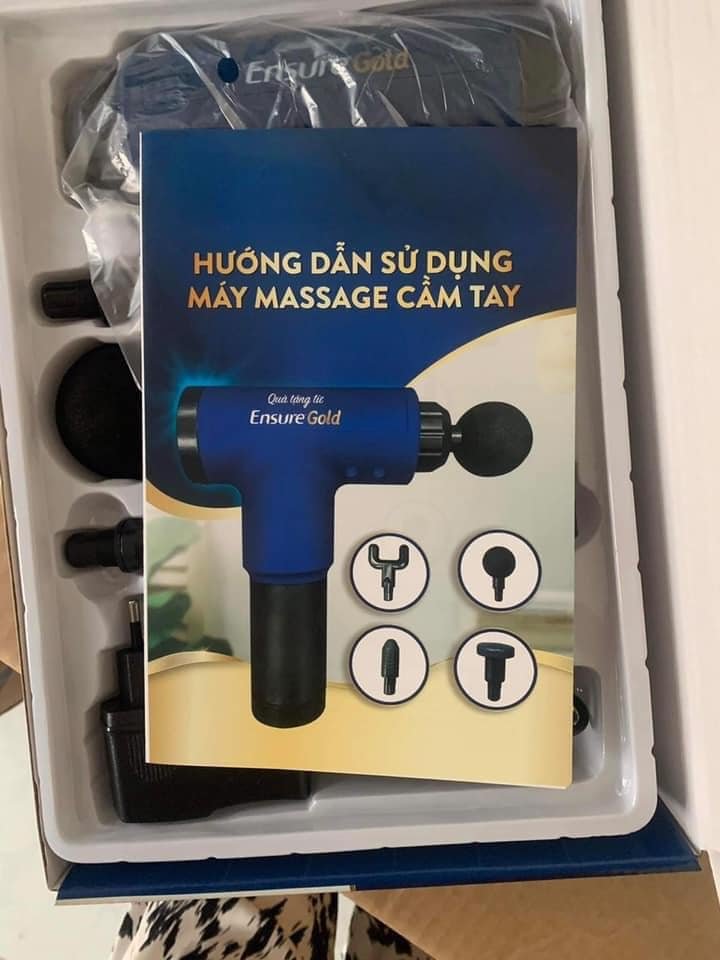 Ensure Gold
HƯỚNG DẪN SỬ DỤNG
MÁY MASSAGE CẦM TAY
Quà tặng từ
Ensure Gold